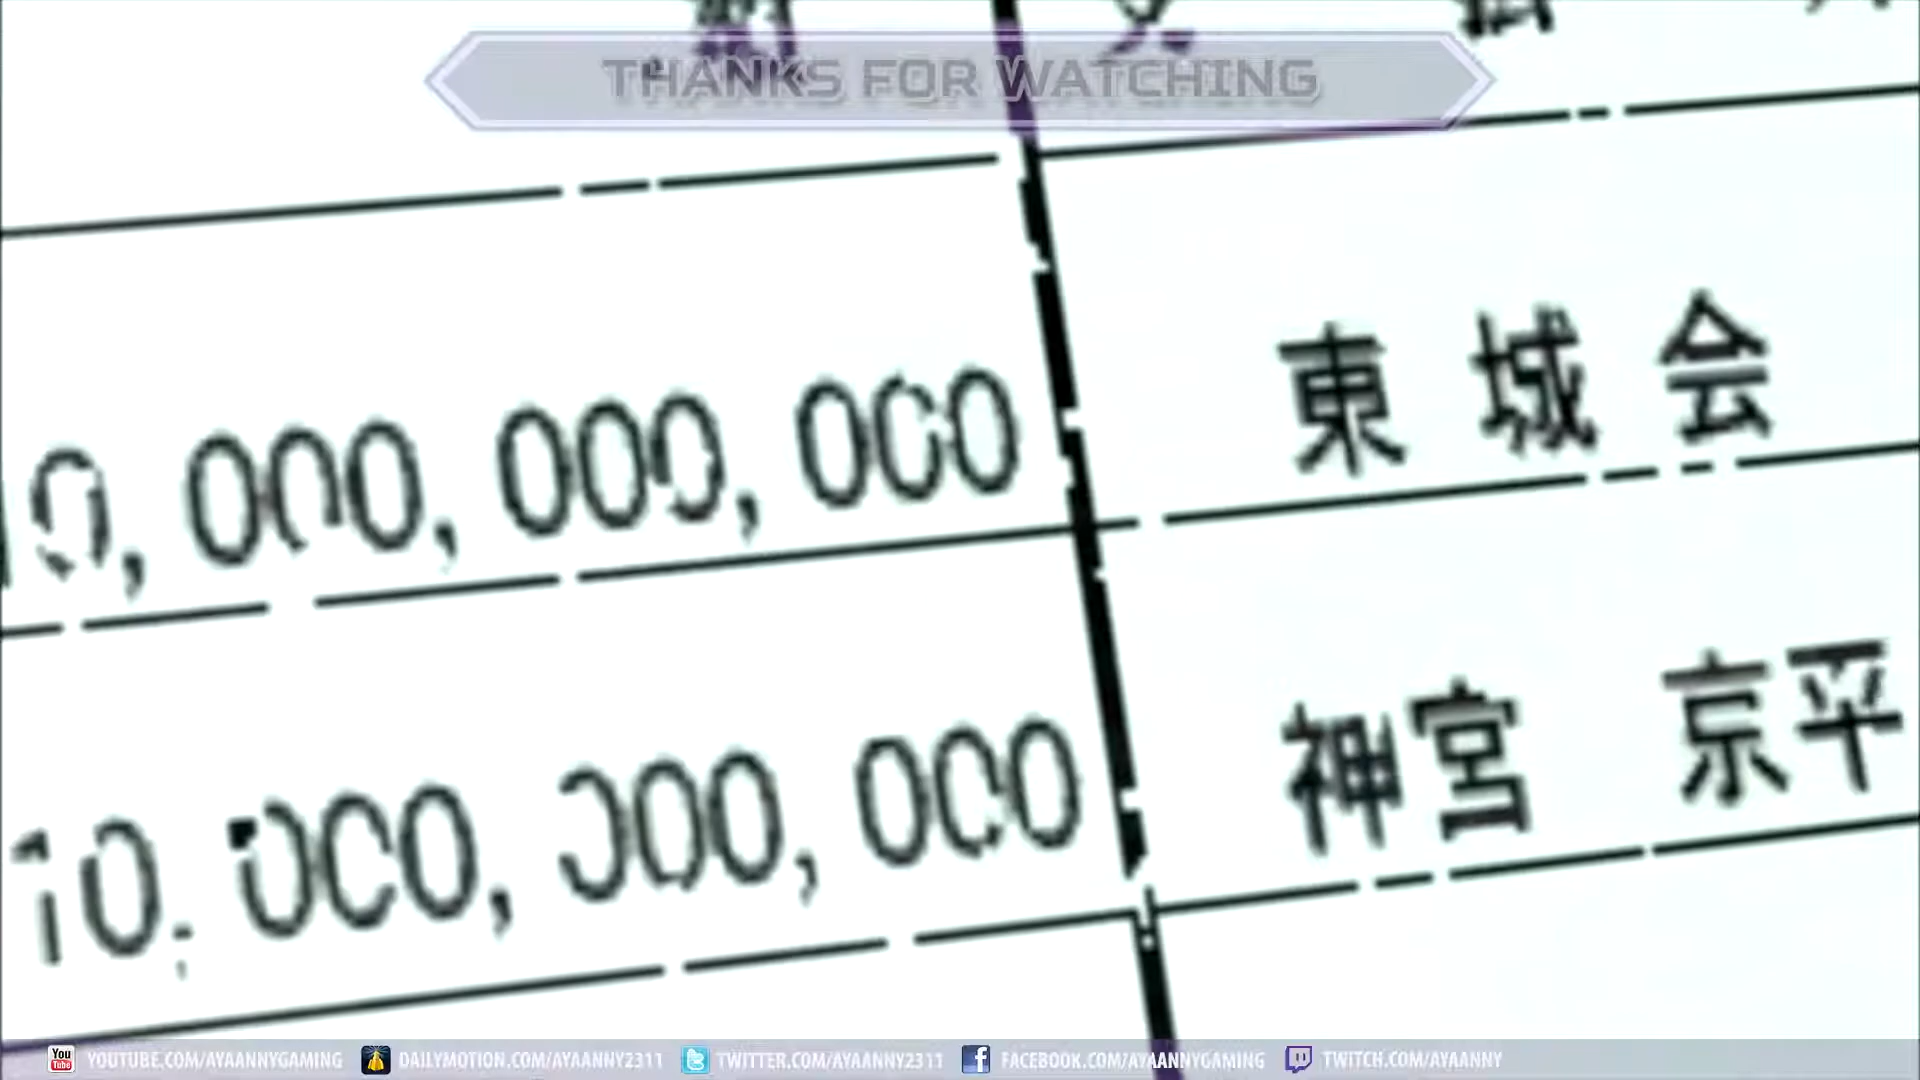 THANKS FOR WATCHING
0,000,000,000 東城会
10,000,000,000 神宮 京平
YOUTUBE.COM/AYAANNYGAMING DAILYMOTION.COM/AYAANNY2311 TWITTER.COM/AYAANNY2311 FACEBOOK.COM/AYAANNYGAMING TWITCH.COM/AYAANNY